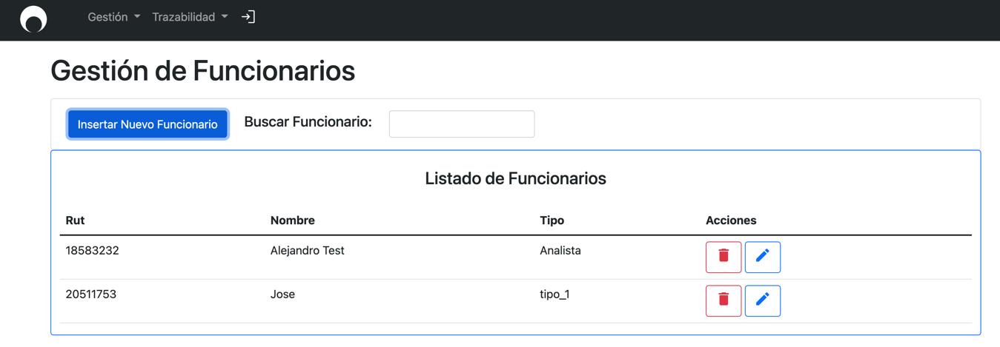 Gestión Trazabilidad
Gestión de Funcionarios
Insertar Nuevo Funcionario Buscar Funcionario:
Listado de Funcionarios
Rut Nombre Tipo Acciones
18583232 Alejandro Test Analista
20511753 Jose tipo_1